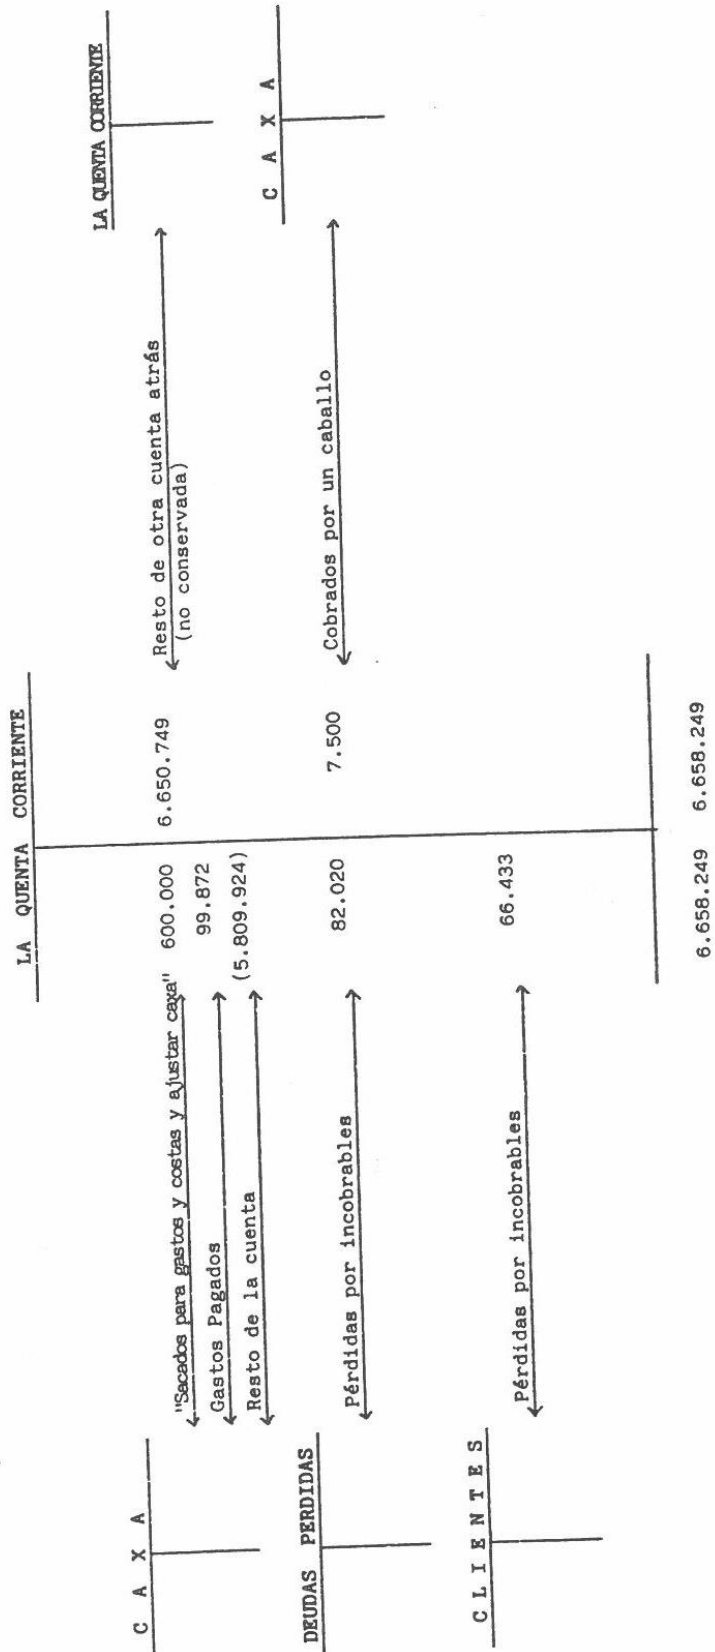 LA QUENTA CORRIENTE
C A X A
"Sacados para gastos y costas y ajustar caxa"
600.000
6.650.749
Resto de otra cuenta atrás
(no conservada)
LA QUENTA CORRIENTE
Gastos Pagados
99.872
Resto de la cuenta
(5.809.924)
DEUDAS PERDIDAS
Pérdidas por incobrables
82.020
7.500
Cobrados por un caballo
C A X A
CLIENTES
Pérdidas por incobrables
66.433
6.658.249
6.658.249